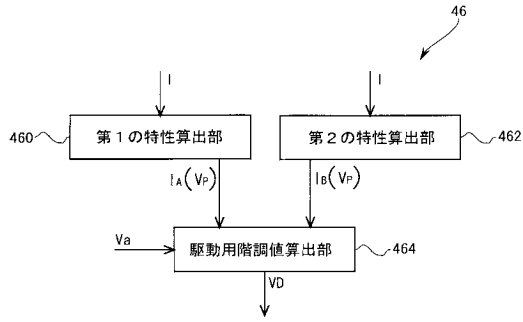 46
I
I
460
第1の特性算出部
第2の特性算出部
462
IA(VP)
IB(VP)
Va
駆動用階調値算出部
464
VD